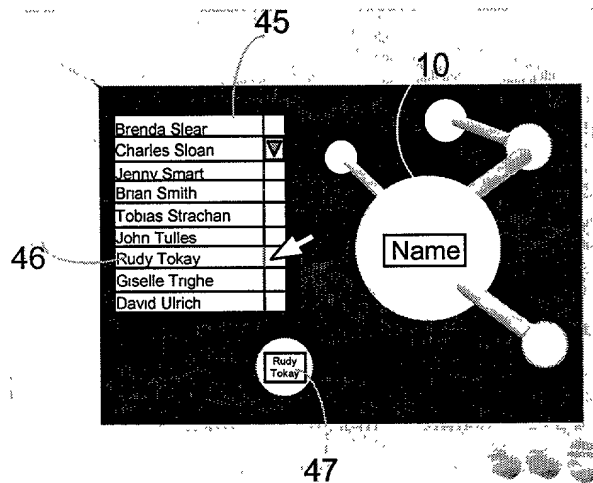 45
10
Brenda Slear
Charles Sloan
Jenny Smart
Brian Smith
Tobias Strachan
John Tulles
Rudy Tokay
Giselle Trighe
David Ulrich
46
Name
Rudy
Tokay
47